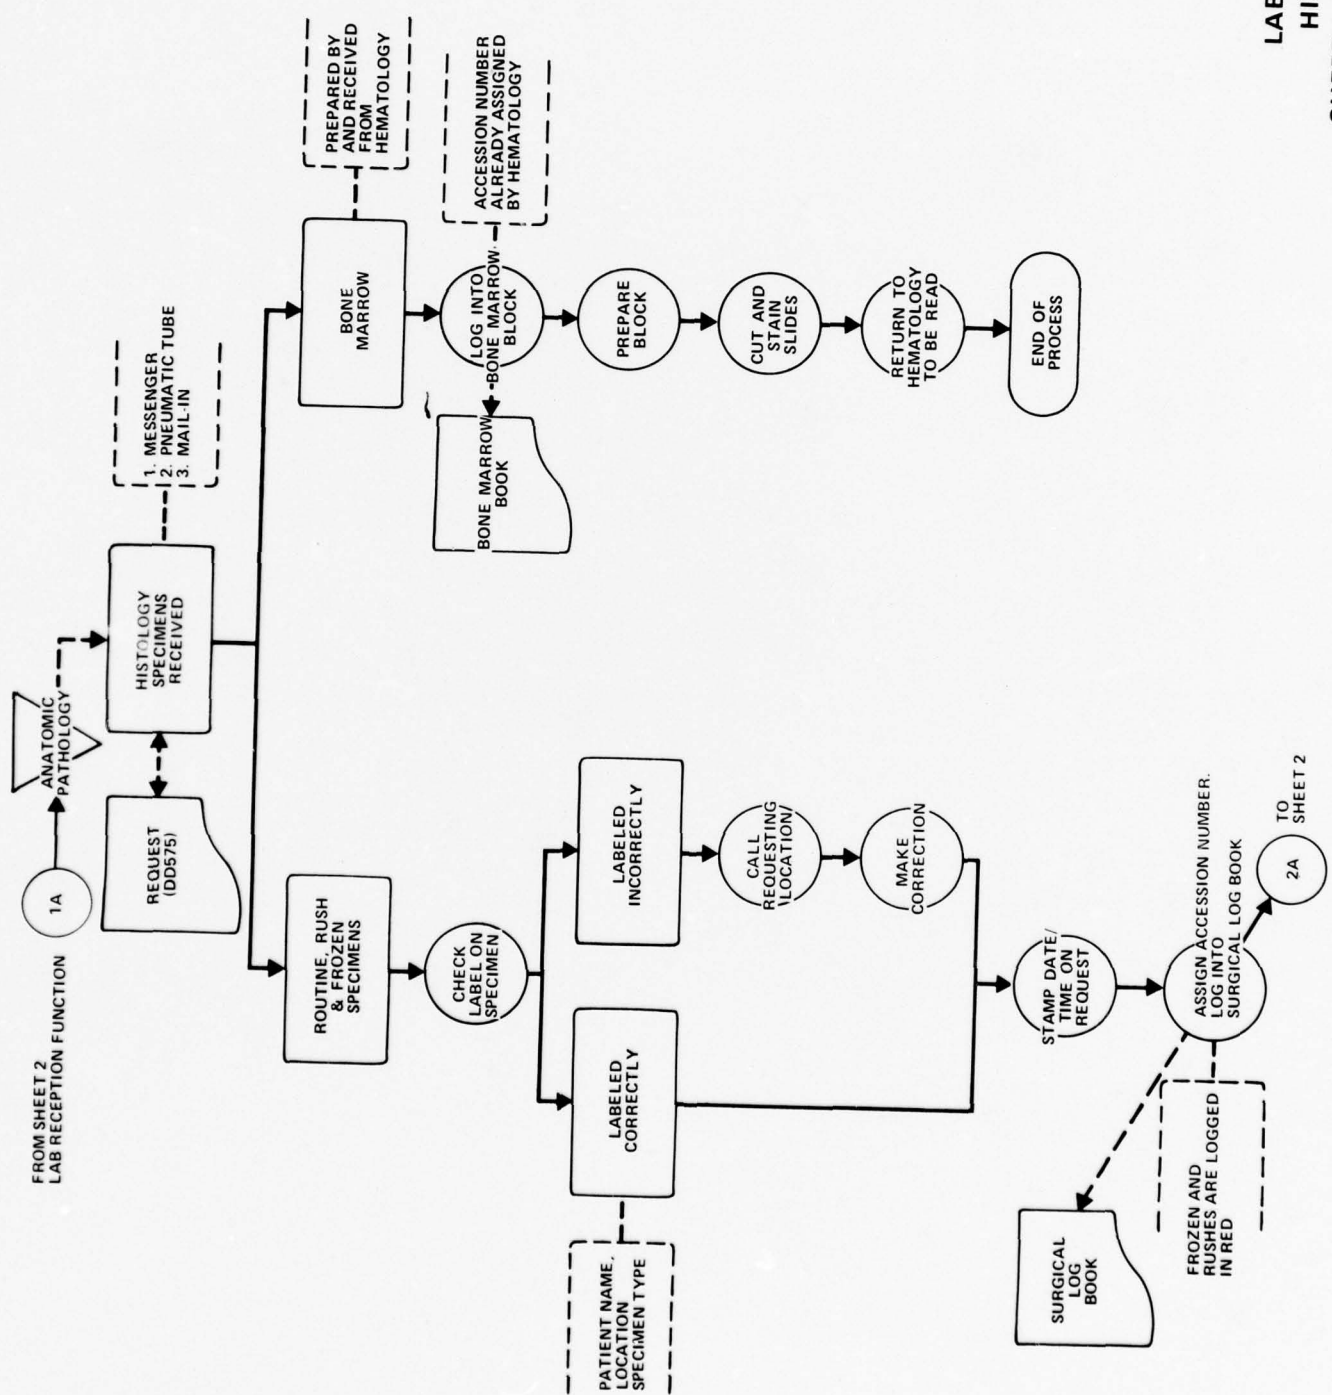 FROM SHEET 2
LAB RECEPTION FUNCTION
1A
ANATOMIC
PATHOLOGY
REQUEST
(DD575)
HISTOLOGY
SPECIMENS
RECEIVED
1. MESSENGER
2. PNEUMATIC TUBE
3. MAIL-IN
ROUTINE, RUSH
& FROZEN
SPECIMENS
BONE
MARROW
PREPARED BY
AND RECEIVED
FROM
HEMATOLOGY
CHECK
LABEL ON
SPECIMEN
BONE MARROW
BOOK
LOG INTO
BONE MARROW
BLOCK
ACCESSION NUMBER
ALREADY ASSIGNED
BY HEMATOLOGY
PATIENT NAME,
LOCATION
SPECIMEN TYPE
LABELED
CORRECTLY
LABELED
INCORRECTLY
PREPARE
BLOCK
CALL
REQUESTING
LOCATION
CUT AND
STAIN
SLIDES
MAKE
CORRECTION
RETURN TO
HEMATOLOGY
TO BE READ
STAMP DATE/
TIME ON
REQUEST
END OF
PROCESS
SURGICAL
LOG
BOOK
FROZEN AND
RUSHES ARE LOGGED
IN RED
ASSIGN ACCESSION NUMBER.
LOG INTO
SURGICAL LOG BOOK
2A
TO
SHEET 2
LAB
HI